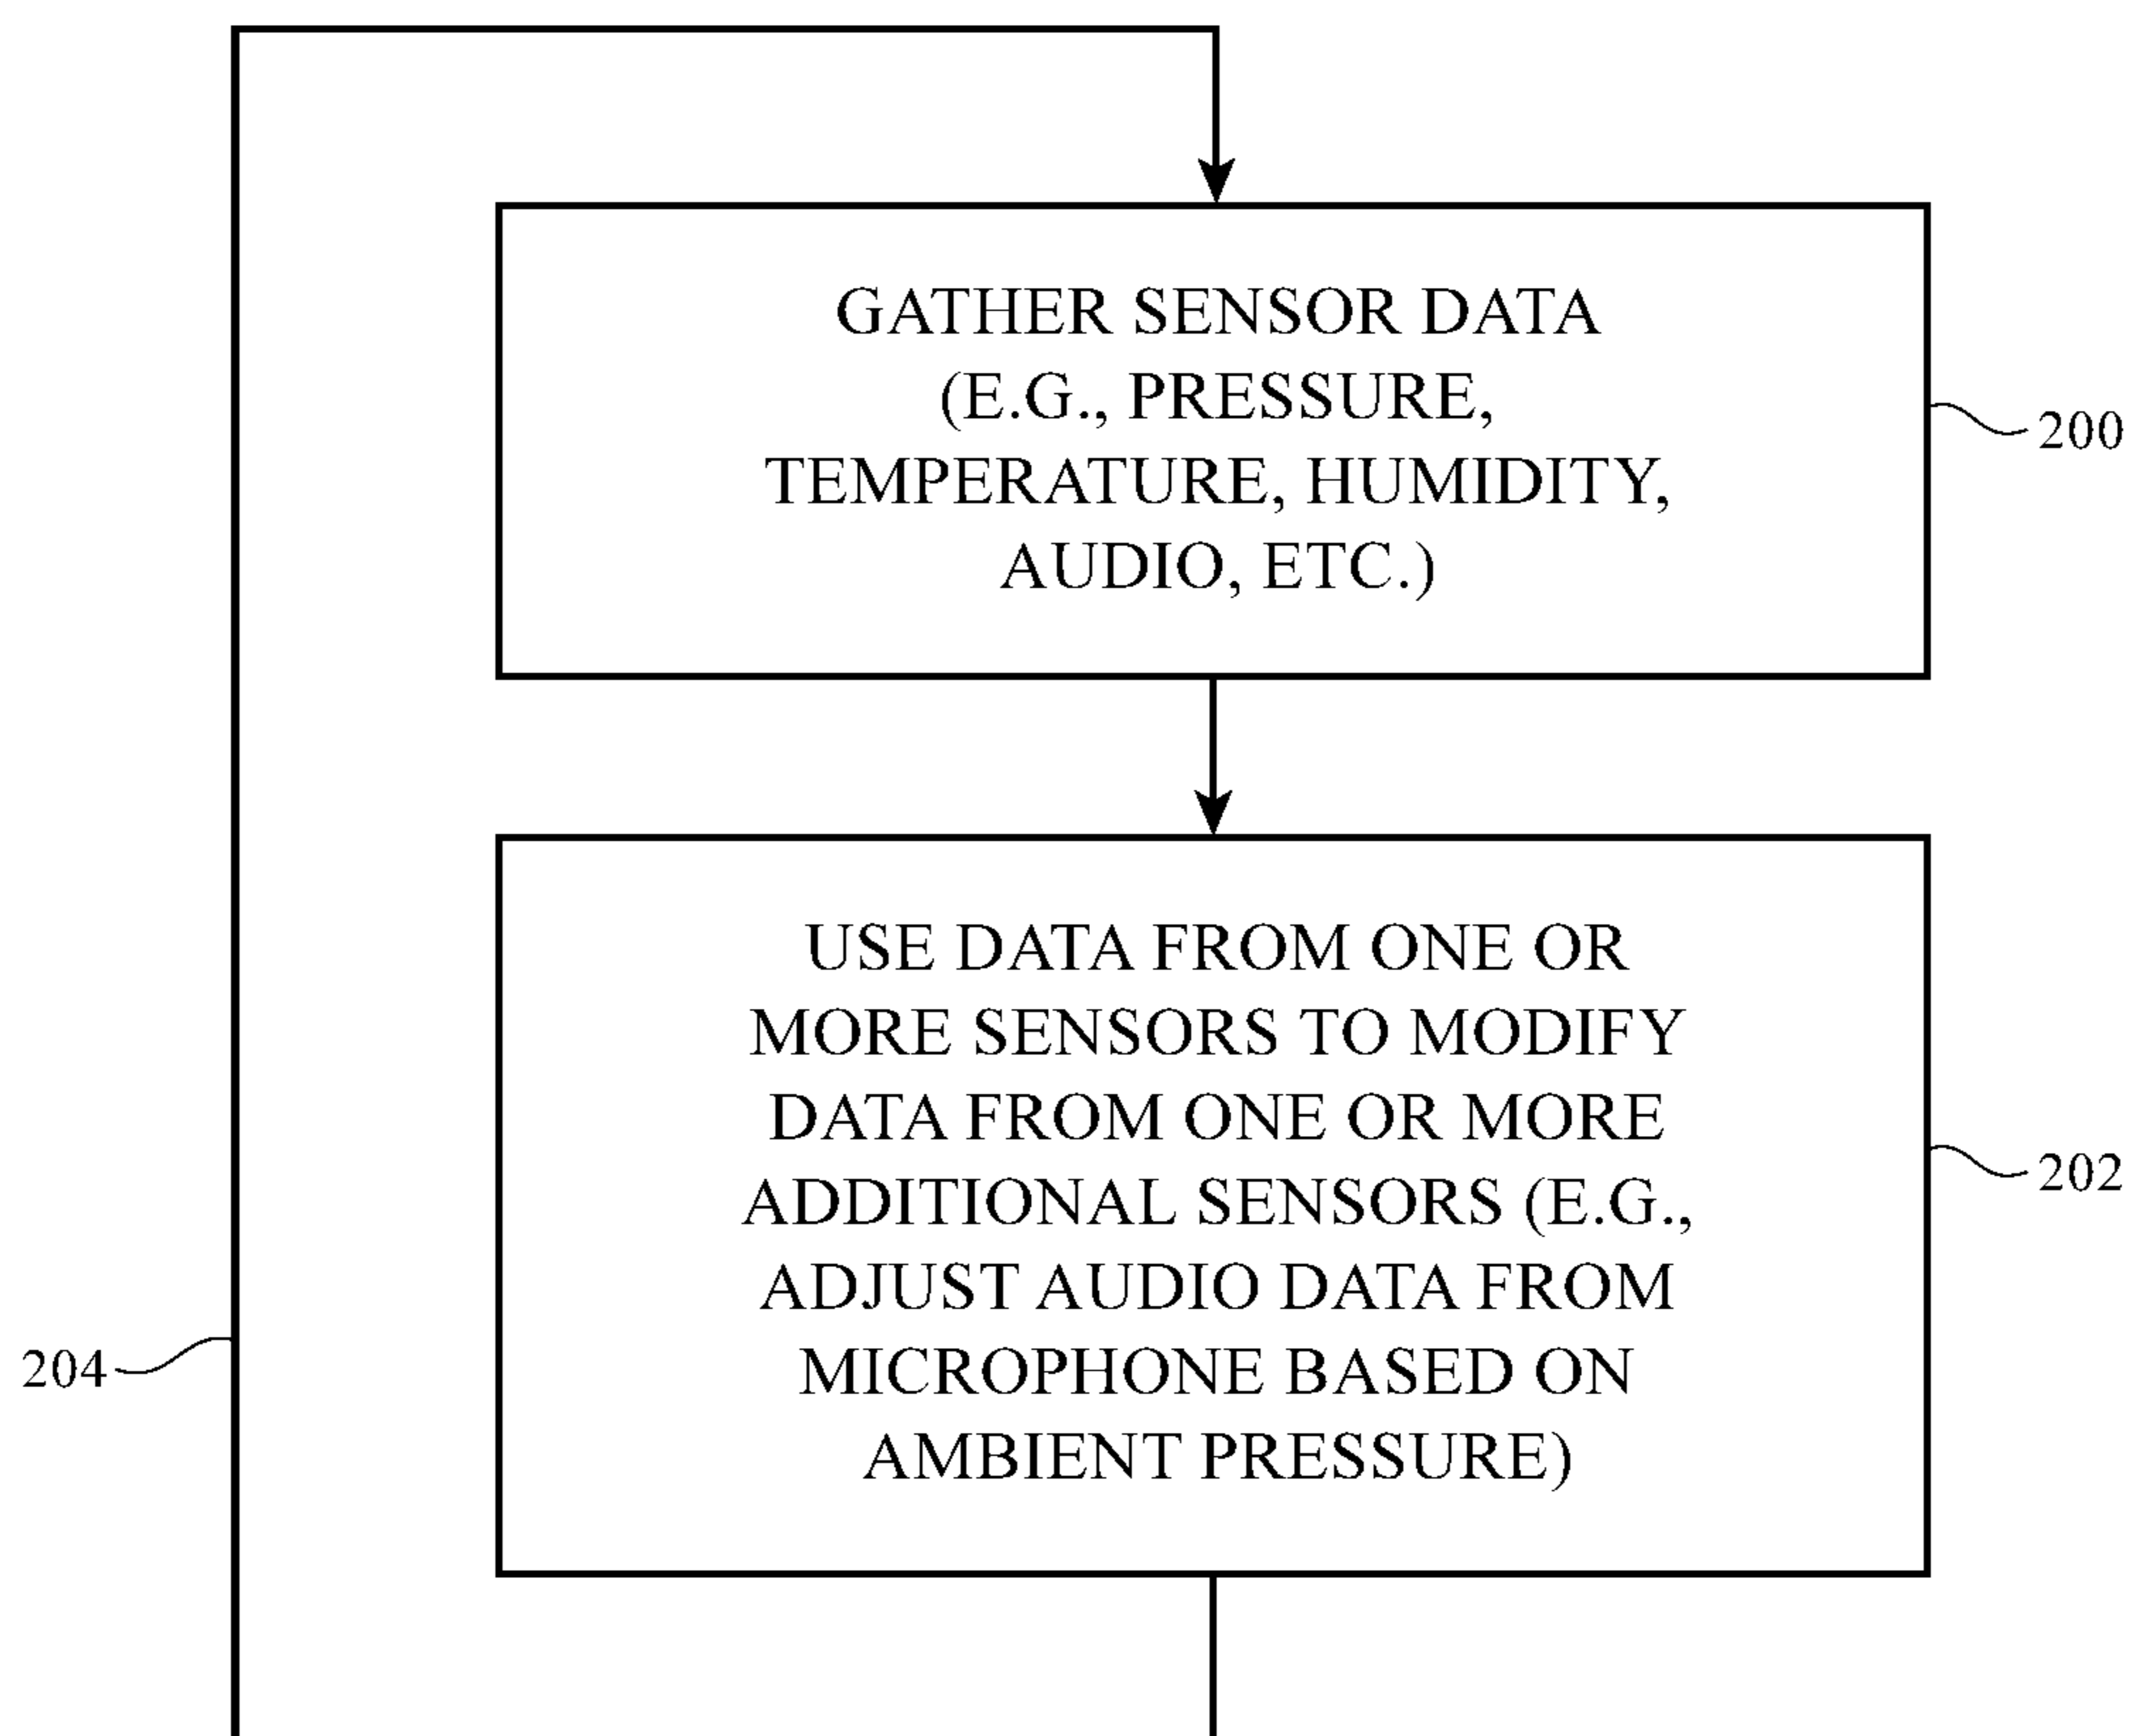 GATHER SENSOR DATA
(E.G., PRESSURE,
TEMPERATURE, HUMIDITY,
AUDIO, ETC.)
200
USE DATA FROM ONE OR
MORE SENSORS TO MODIFY
DATA FROM ONE OR MORE
ADDITIONAL SENSORS (E.G.,
ADJUST AUDIO DATA FROM
MICROPHONE BASED ON
AMBIENT PRESSURE)
202
204